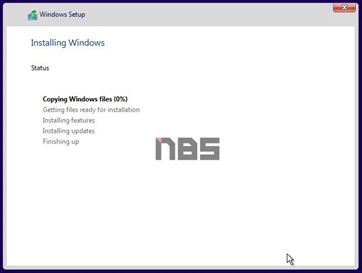 Windows Setup
Installing Windows
Status
Copying Windows files (0%)
Getting files ready for installation
Installing features
Installing updates
Finishing up
NBS